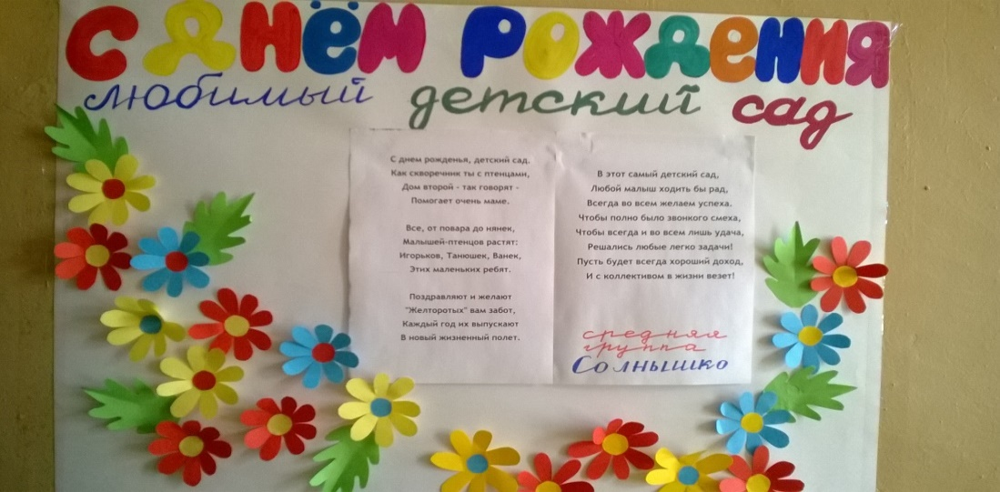 С ДНЁМ РОЖДЕНИЯ
любимый детский сад
С днем рожденья, детский сад.
Как скворечник ты с птенцами,
Дом второй - так говорят -
Помогает очень маме.
Все, от повара до нянек,
Малышей-птенцов растят:
Игорьков, Танюшек, Ванек,
Этих маленьких ребят.
Поздравляют и желают
"Желторотых" вам забот,
Каждый год их выпускают
В новый жизненный полет.
В этот самый детский сад,
Любой малыш ходить бы рад,
Всегда во всем желаем успеха.
Чтобы полно было звонкого смеха,
Чтобы всегда и во всем лишь удача,
Решались любые легко задачи!
Пусть будет всегда хороший доход,
И с коллективом в жизни везет!
средняя
группа
Солнышко